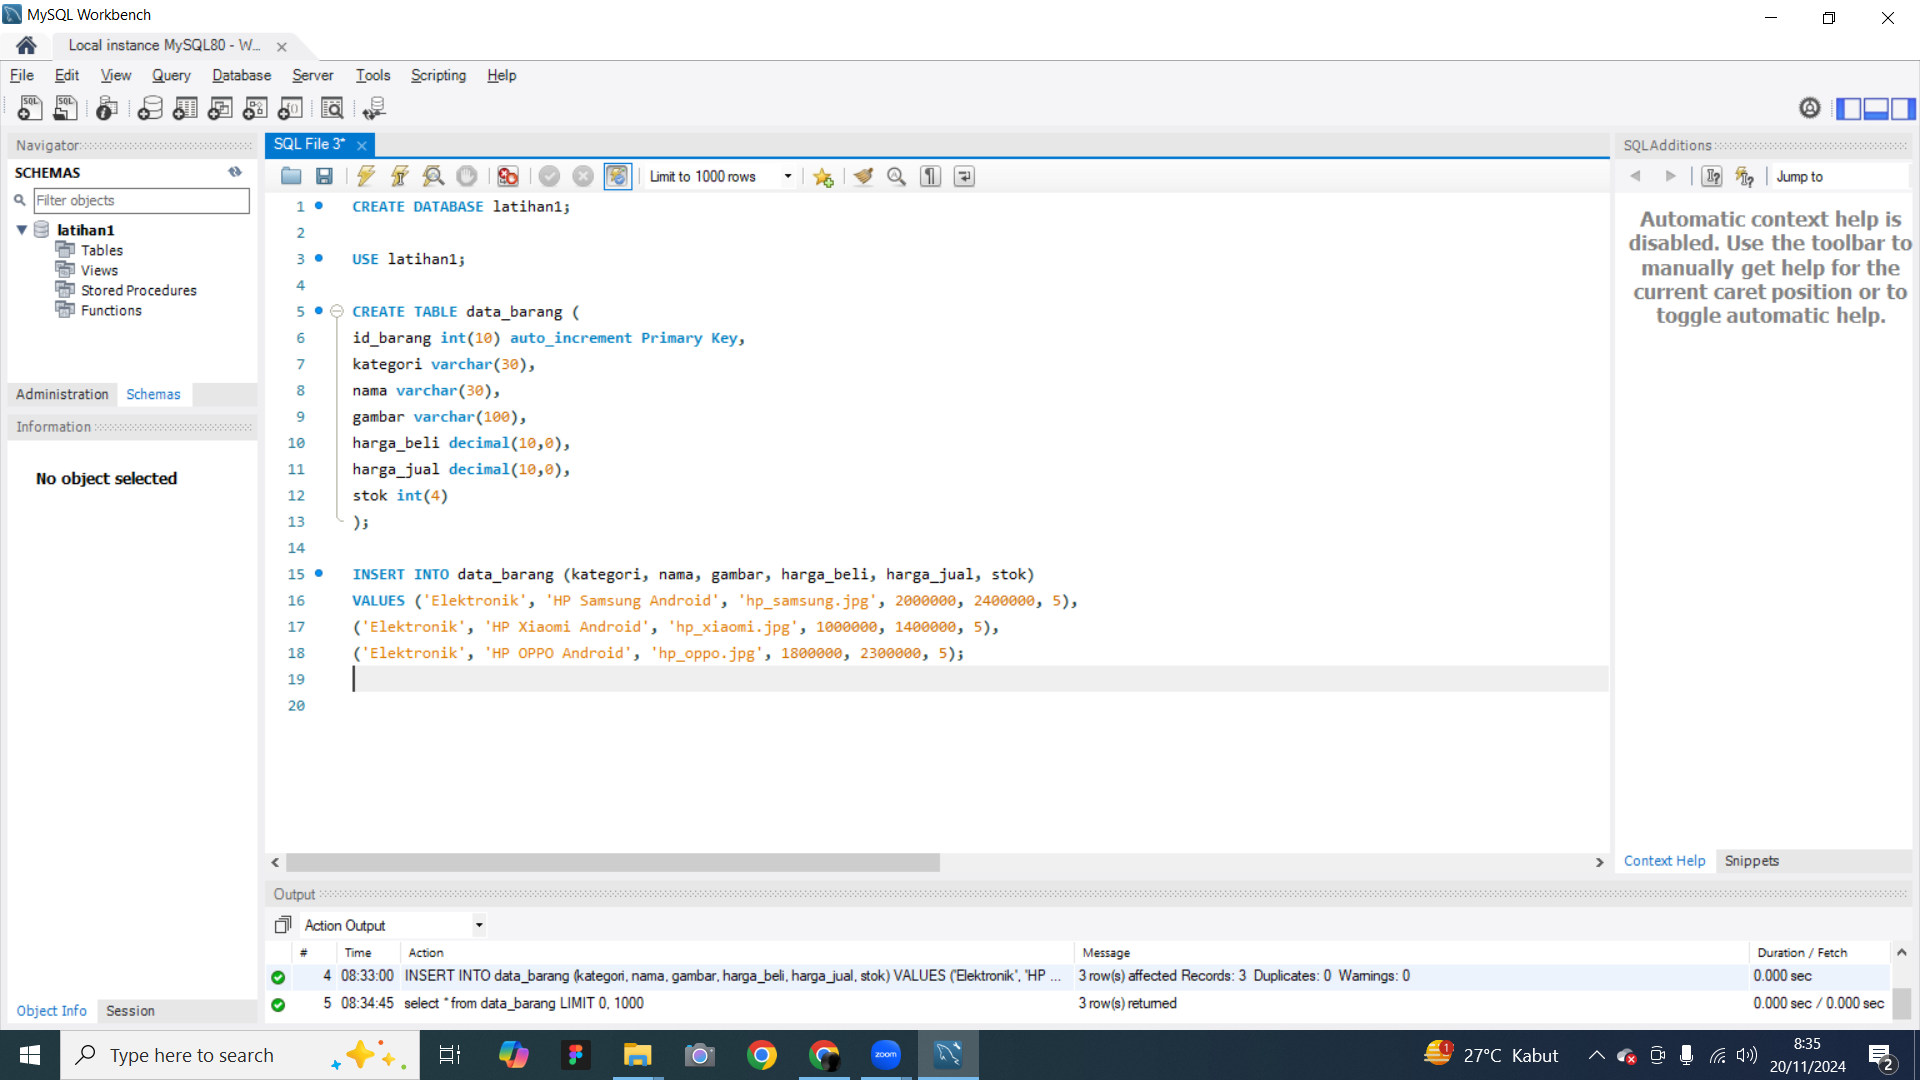 MySQL Workbench
Local instance MySQL80 - W...
File Edit View Query Database Server Tools Scripting Help
Navigator
SCHEMAS
Filter objects
latihan1
Tables
Views
Stored Procedures
Functions
Administration Schemas
Information
No object selected
Object Info Session
SQL File 3*
Limit to 1000 rows
1 CREATE DATABASE latihan1;
2
3 USE latihan1;
4
5 CREATE TABLE data_barang (
6 id_barang int(10) auto_increment Primary Key,
7 kategori varchar(30),
8 nama varchar(30),
9 gambar varchar(100),
10 harga_beli decimal(10,0),
11 harga_jual decimal(10,0),
12 stok int(4)
13 );
14
15 INSERT INTO data_barang (kategori, nama, gambar, harga_beli, harga_jual, stok)
16 VALUES ('Elektronik', 'HP Samsung Android', 'hp_samsung.jpg', 2000000, 2400000, 5),
17 ('Elektronik', 'HP Xiaomi Android', 'hp_xiaomi.jpg', 1000000, 1400000, 5),
18 ('Elektronik', 'HP OPPO Android', 'hp_oppo.jpg', 1800000, 2300000, 5);
19
20
SQLAdditions
Jump to
Automatic context help is
disabled. Use the toolbar to
manually get help for the
current caret position or to
toggle automatic help.
Context Help Snippets
Output
Action Output
# Time Action Message Duration / Fetch
4 08:33:00 INSERT INTO data_barang (kategori, nama, gambar, harga_beli, harga_jual, stok) VALUES ('Elektronik', 'HP ... 3 row(s) affected Records: 3 Duplicates: 0 Warnings: 0 0.000 sec
5 08:34:45 select * from data_barang LIMIT 0, 1000 3 row(s) returned 0.000 sec / 0.000 sec
Type here to search
zoom
1
27°C Kabut
8:35
20/11/2024
2